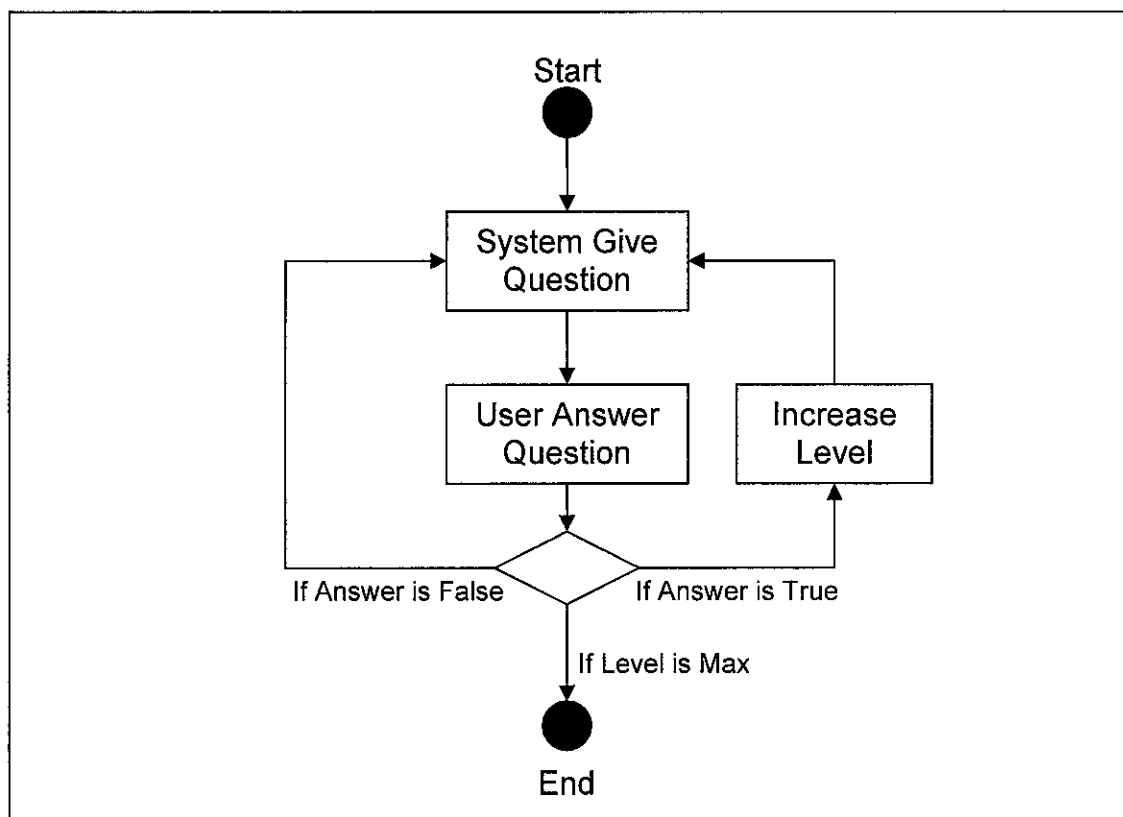 Start
System Give
Question
User Answer
Question
Increase
Level
If Answer is False
If Answer is True
If Level is Max
End